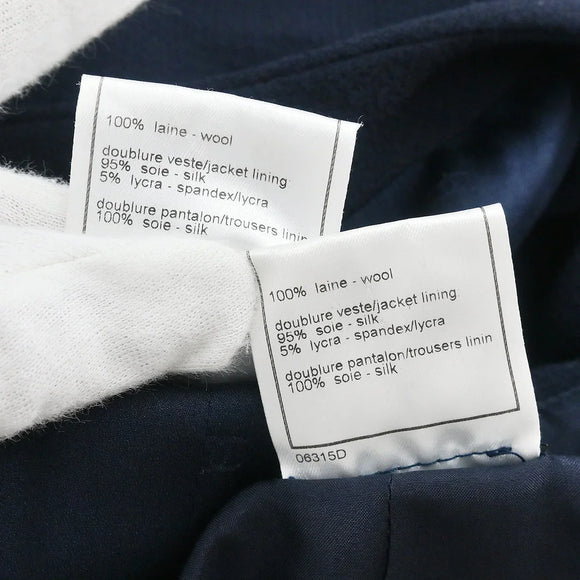 100% laine - wool
doublure veste/jacket lining
95% soie - silk
5% lycra - spandex/lycra
doublure pantalon/trousers linin
100% soie - silk
100% laine - wool
doublure veste/jacket lining
95% soie - silk
5% lycra - spandex/lycra
doublure pantalon/trousers linin
100% soie - silk
06315D